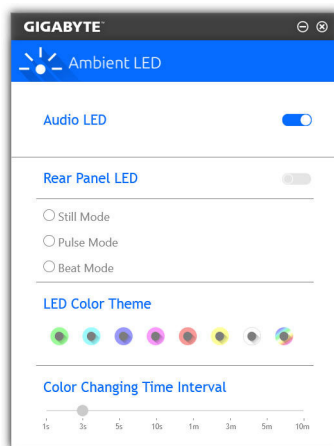 GIGABYTE™
Ambient LED
Audio LED
Rear Panel LED
Still Mode
Pulse Mode
Beat Mode
LED Color Theme
Color Changing Time Interval
1s 3s 5s 10s 1m 3m 5m 10m